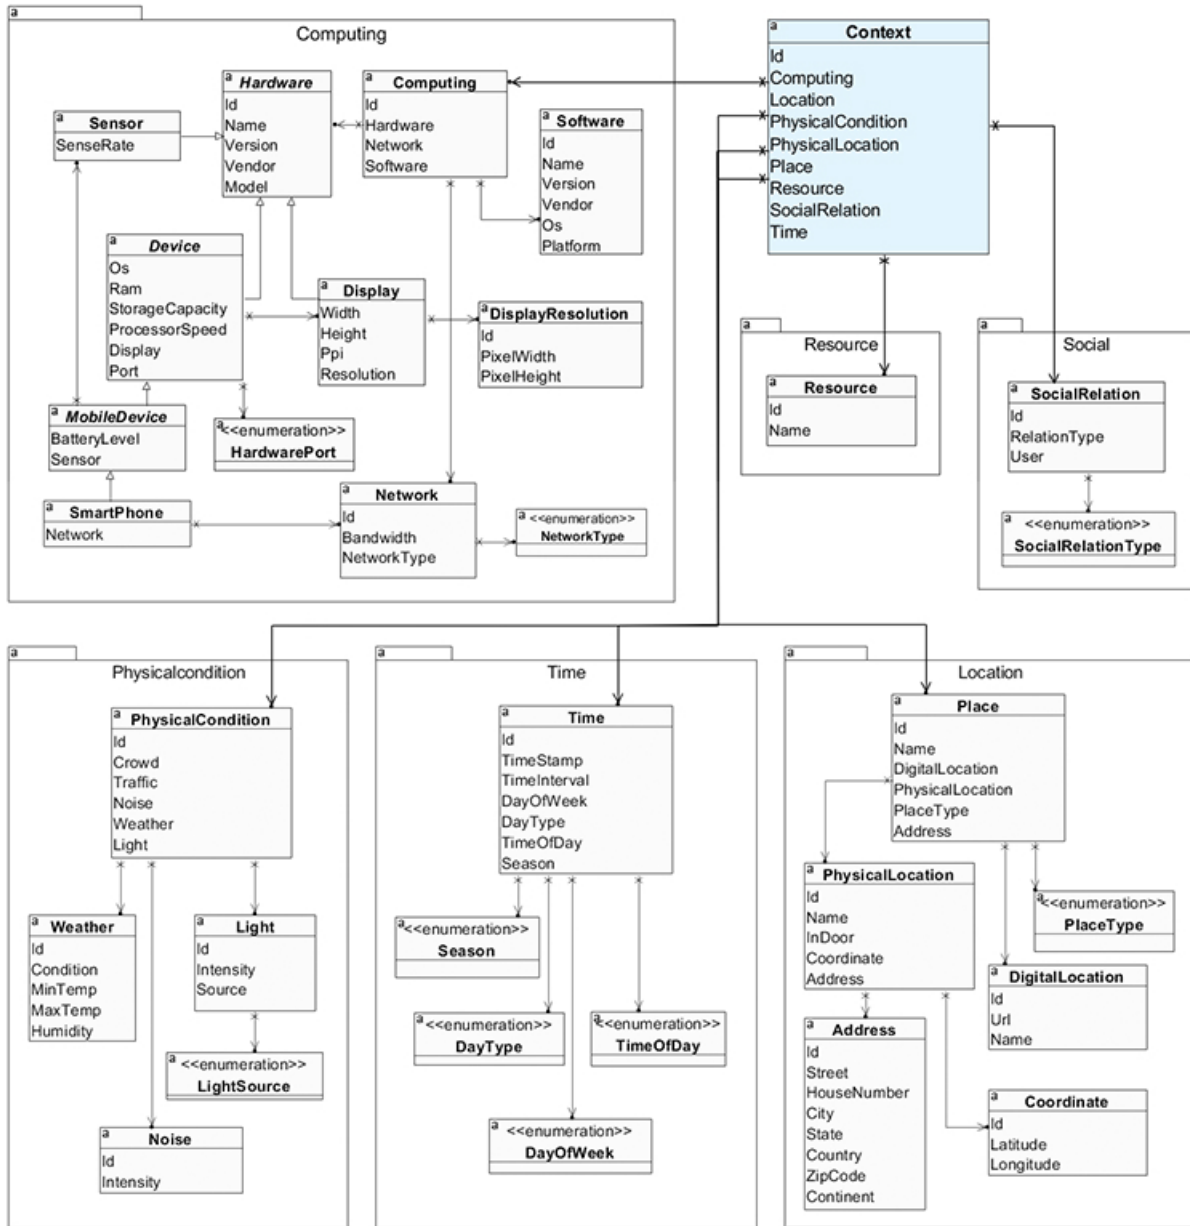 a
Computing
a
Hardware
Id
Name
Version
Vendor
Model
a
Computing
Id
Hardware
Network
Software
a
Sensor
SenseRate
a
Software
Id
Name
Version
Vendor
Os
Platform
a
Device
Os
Ram
StorageCapacity
ProcessorSpeed
Display
Port
a
Display
Width
Height
Ppi
Resolution
a
DisplayResolution
Id
PixelWidth
PixelHeight
a
MobileDevice
BatteryLevel
Sensor
a
<<enumeration>>
HardwarePort
a
SmartPhone
Network
a
Network
Id
Bandwidth
NetworkType
a
<<enumeration>>
NetworkType
a
Context
Id
Computing
Location
PhysicalCondition
PhysicalLocation
Place
Resource
SocialRelation
Time
a
Resource
a
Resource
Id
Name
a
Social
a
SocialRelation
Id
RelationType
User
a
<<enumeration>>
SocialRelationType
a
Physicalcondition
a
PhysicalCondition
Id
Crowd
Traffic
Noise
Weather
Light
a
Weather
Id
Condition
MinTemp
MaxTemp
Humidity
a
Light
Id
Intensity
Source
a
<<enumeration>>
LightSource
a
Noise
Id
Intensity
a
Time
a
Time
Id
TimeStamp
TimeInterval
DayOfWeek
DayType
TimeOfDay
Season
a
<<enumeration>>
Season
a
<<enumeration>>
DayType
a
<<enumeration>>
TimeOfDay
a
<<enumeration>>
DayOfWeek
a
Location
a
Place
Id
Name
DigitalLocation
PhysicalLocation
PlaceType
Address
a
PhysicalLocation
Id
Name
InDoor
Coordinate
Address
a
<<enumeration>>
PlaceType
a
DigitalLocation
Id
Url
Name
a
Address
Id
Street
HouseNumber
City
State
Country
ZipCode
Continent
a
Coordinate
Id
Latitude
Longitude